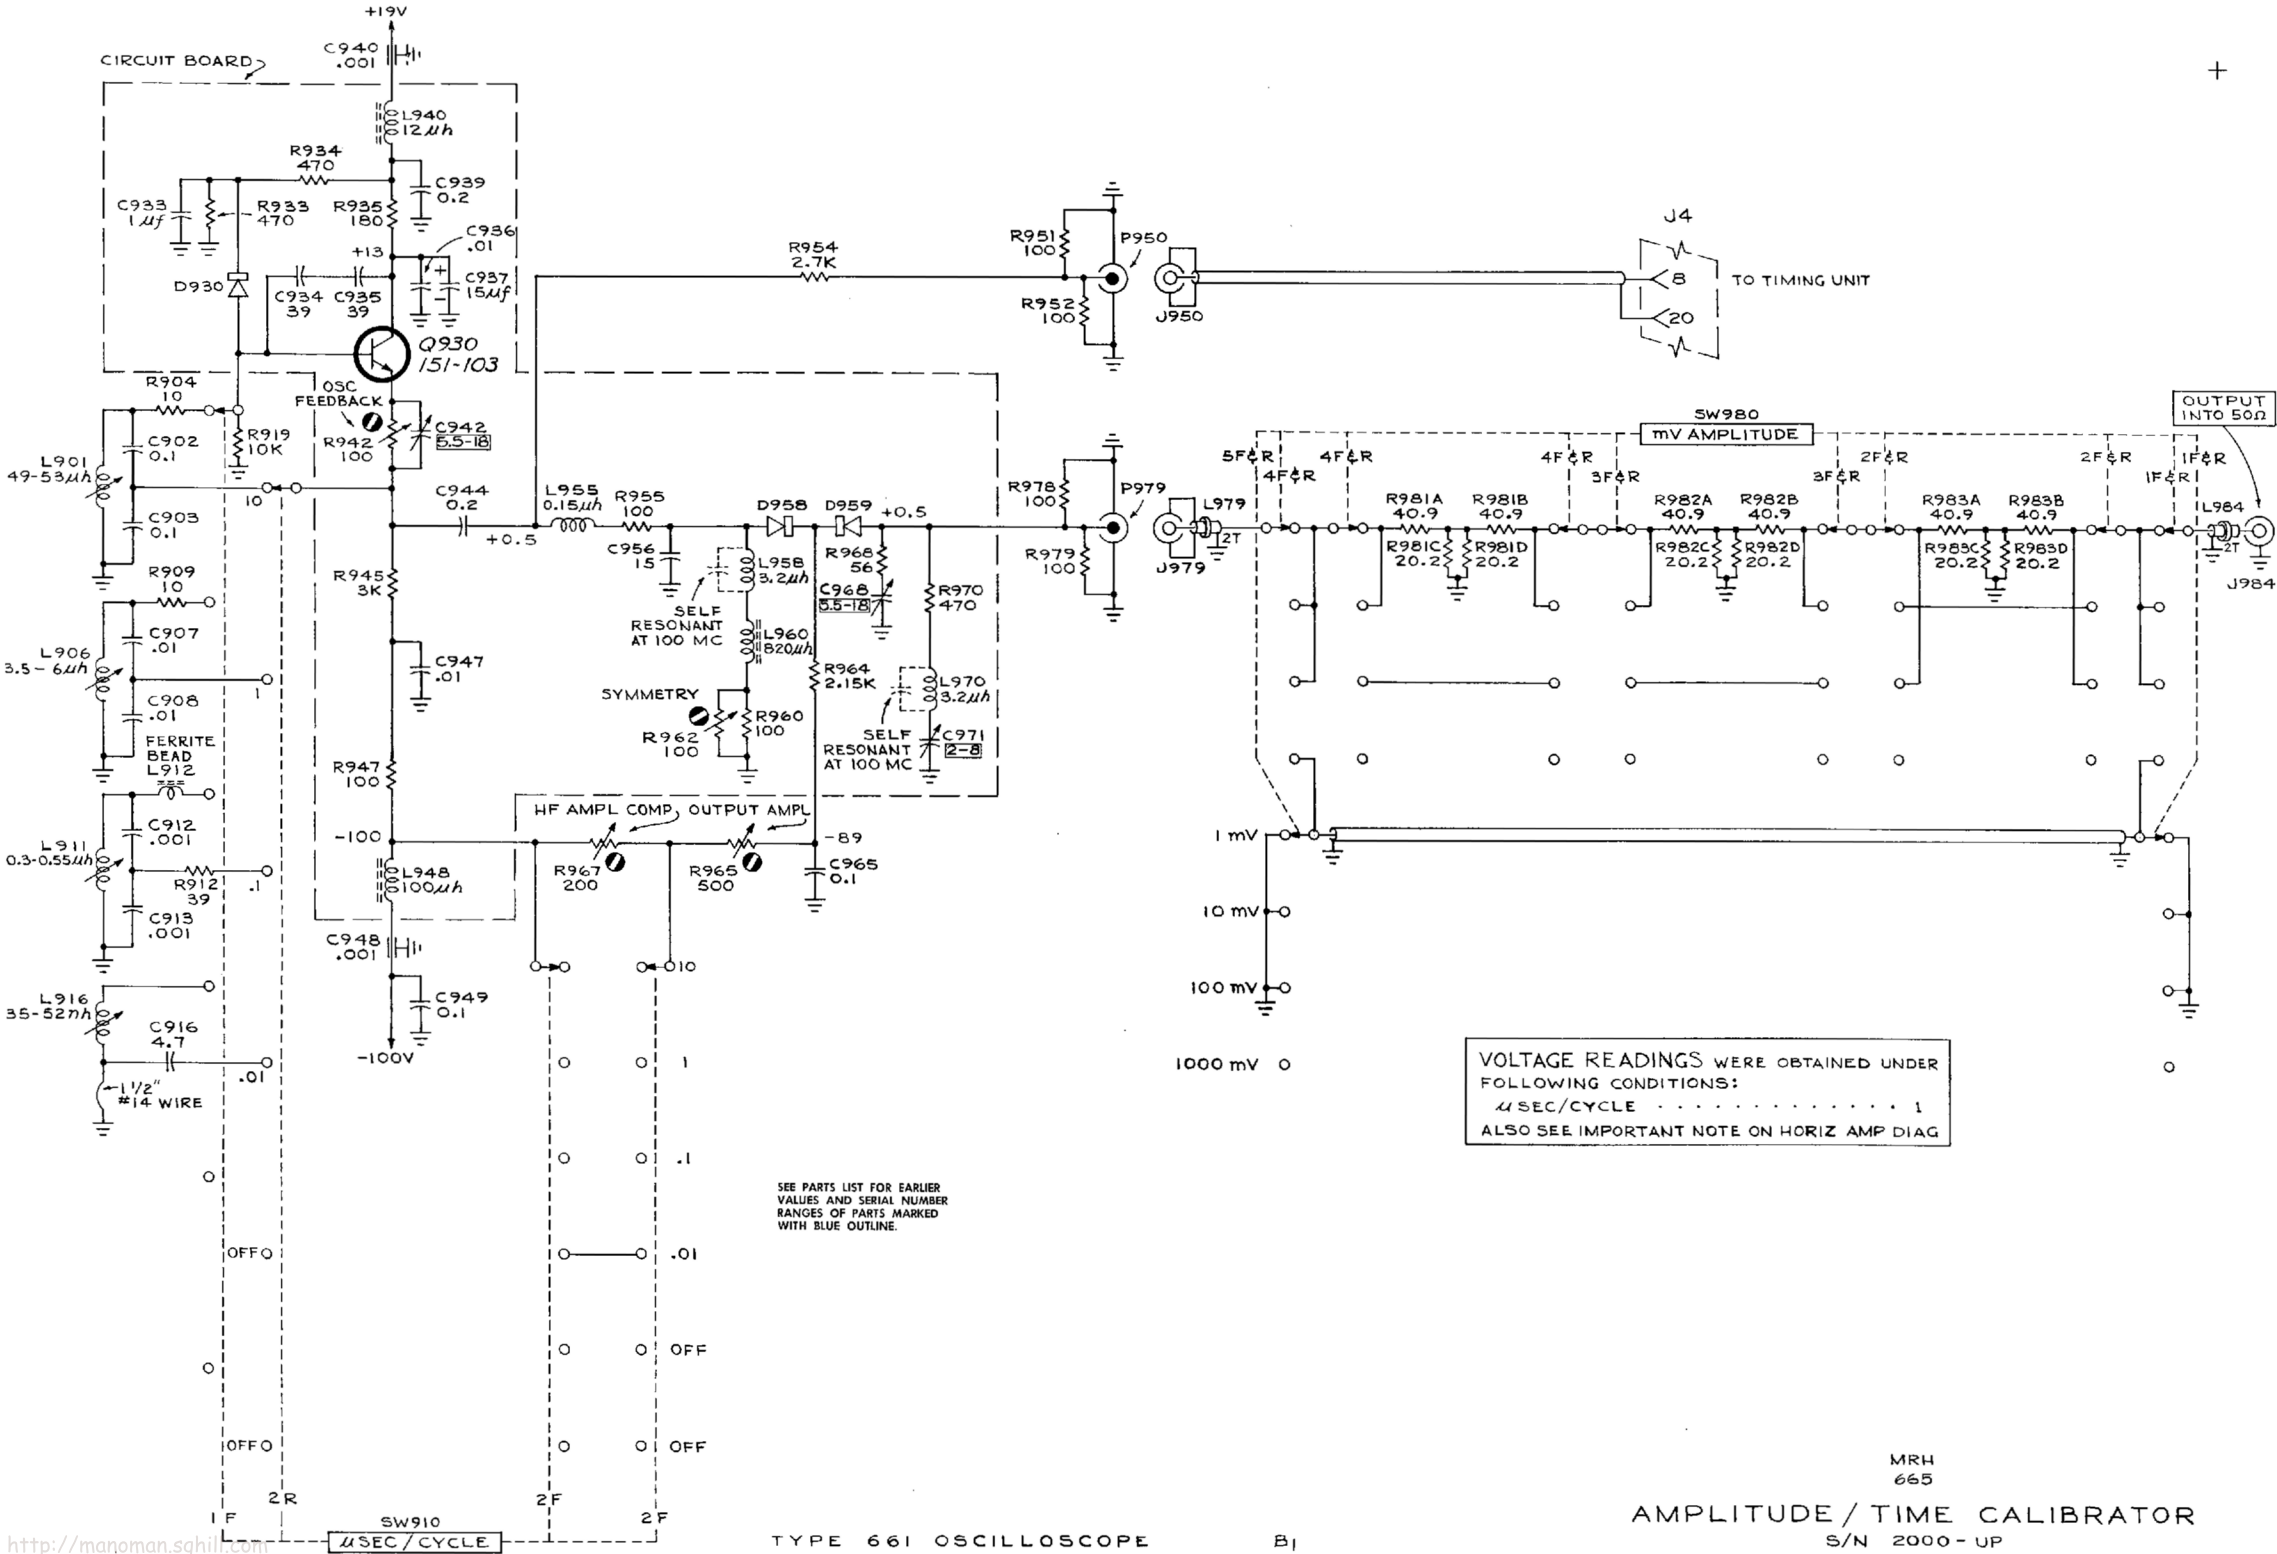 +19V
C940
.001
CIRCUIT BOARD
L940
12µh
R934
470
C939
0.2
C933
1µf
R933
470
R935
180
C936
.01
+13
D930
C934
39
C935
39
+
-
C937
15µf
Q930
151-103
R954
2.7K
R951
100
P950
R952
100
J950
J4
8
20
TO TIMING UNIT
R904
10
OSC
FEEDBACK
R942
100
C942
5.5-18
C902
0.1
R919
10K
L901
49-53µh
10
C903
0.1
C944
0.2
+0.5
L955
0.15µh
R955
100
C956
15
D958
D959
+0.5
R978
100
P979
R979
100
J979
L979
2T
SW980
mV AMPLITUDE
OUTPUT
INTO 50Ω
5F&R
4F&R
4F&R
4F&R
3F&R
3F&R
2F&R
2F&R
1F&R
1F&R
R981A
40.9
R981B
40.9
R982A
40.9
R982B
40.9
R983A
40.9
R983B
40.9
R981C
20.2
R981D
20.2
R982C
20.2
R982D
20.2
R983C
20.2
R983D
20.2
L984
2T
J984
R909
10
R945
3K
L958
3.2µh
SELF
RESONANT
AT 100 MC
R968
56
C968
5.5-18
R970
470
C907
.01
L906
3.5-6µh
1
C908
.01
C947
.01
L960
820µh
R964
2.15K
L970
3.2µh
SYMMETRY
R962
100
R960
100
SELF
RESONANT
AT 100 MC
C971
2-8
FERRITE
BEAD
L912
R947
100
HF AMPL COMP
OUTPUT AMPL
-100
-89
C912
.001
L911
0.3-0.55µh
R912
39
.1
C913
.001
L948
100µh
R967
200
R965
500
C965
0.1
1 mV
10 mV
100 mV
1000 mV
C948
.001
10
L916
35-52nh
C916
4.7
.01
C949
0.1
-100V
1
1 1/2"
#14 WIRE
.1
VOLTAGE READINGS WERE OBTAINED UNDER
FOLLOWING CONDITIONS:
µSEC/CYCLE · · · · · · · · · · · · · 1
ALSO SEE IMPORTANT NOTE ON HORIZ AMP DIAG
SEE PARTS LIST FOR EARLIER
VALUES AND SERIAL NUMBER
RANGES OF PARTS MARKED
WITH BLUE OUTLINE.
OFF
.01
OFF
OFF
OFF
1F
2R
2F
2F
SW910
µSEC/CYCLE
TYPE 661 OSCILLOSCOPE
B1
MRH
665
AMPLITUDE/TIME CALIBRATOR
S/N 2000-UP
http://manoman.sqhill.com